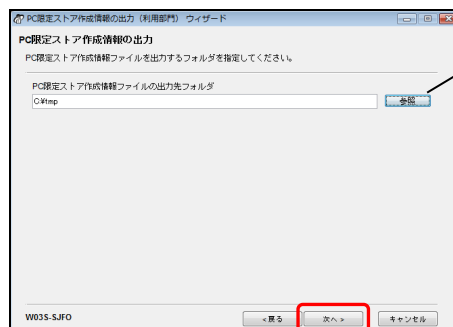 PC限定ストア作成情報の出力（利用部門） ウィザード
PC限定ストア作成情報の出力
PC限定ストア作成情報ファイルを出力するフォルダを指定してください。
PC限定ストア作成情報ファイルの出力先フォルダ
C:¥tmp
参照
W03S-SJFO
<戻る
次へ>
キャンセル